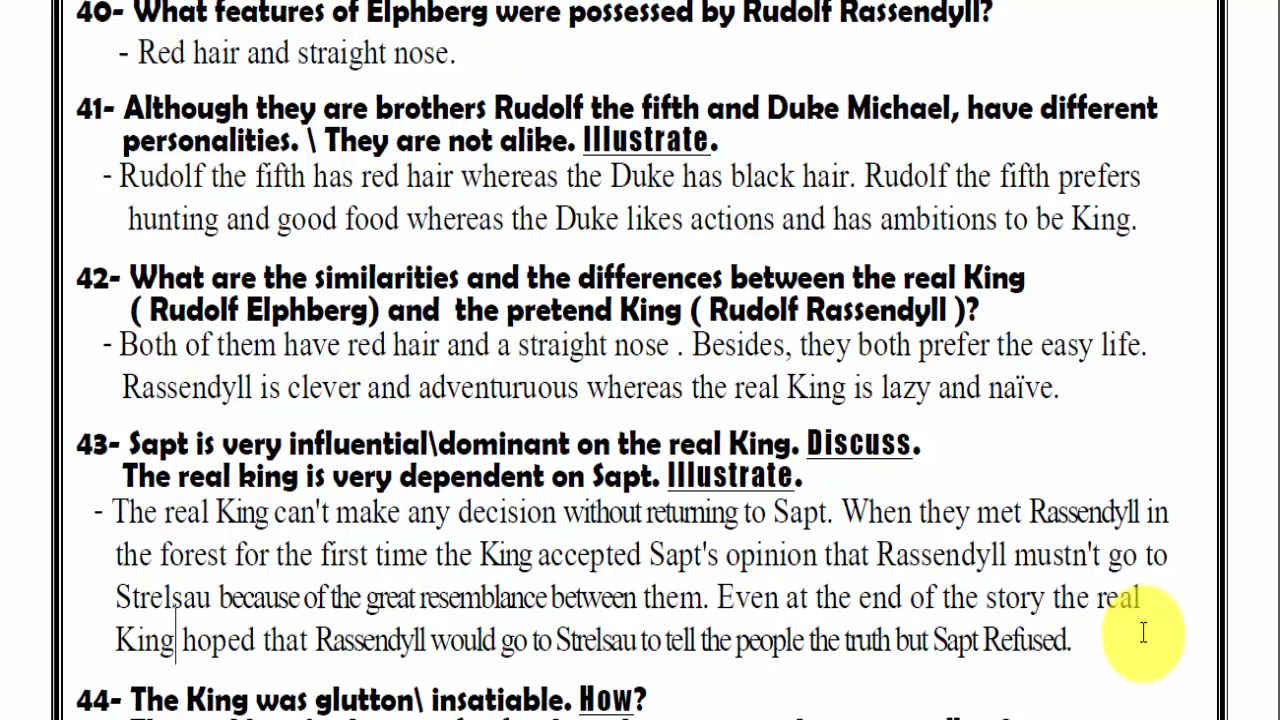 40- What features of Elphberg were possessed by Rudolf Rassendyll?
- Red hair and straight nose.
41- Although they are brothers Rudolf the fifth and Duke Michael, have different
personalities. \ They are not alike. Illustrate.
- Rudolf the fifth has red hair whereas the Duke has black hair. Rudolf the fifth prefers
hunting and good food whereas the Duke likes actions and has ambitions to be King.
42- What are the similarities and the differences between the real King
( Rudolf Elphberg) and the pretend King ( Rudolf Rassendyll )?
- Both of them have red hair and a straight nose . Besides, they both prefer the easy life.
Rassendyll is clever and adventuruous whereas the real King is lazy and naïve.
43- Sapt is very influential\dominant on the real King. Discuss.
The real king is very dependent on Sapt. Illustrate.
- The real King can't make any decision without returning to Sapt. When they met Rassendyll in
the forest for the first time the King accepted Sapt's opinion that Rassendyll mustn't go to
Strelsau because of the great resemblance between them. Even at the end of the story the real
King hoped that Rassendyll would go to Strelsau to tell the people the truth but Sapt Refused.
44- The King was glutton\ insatiable. How?